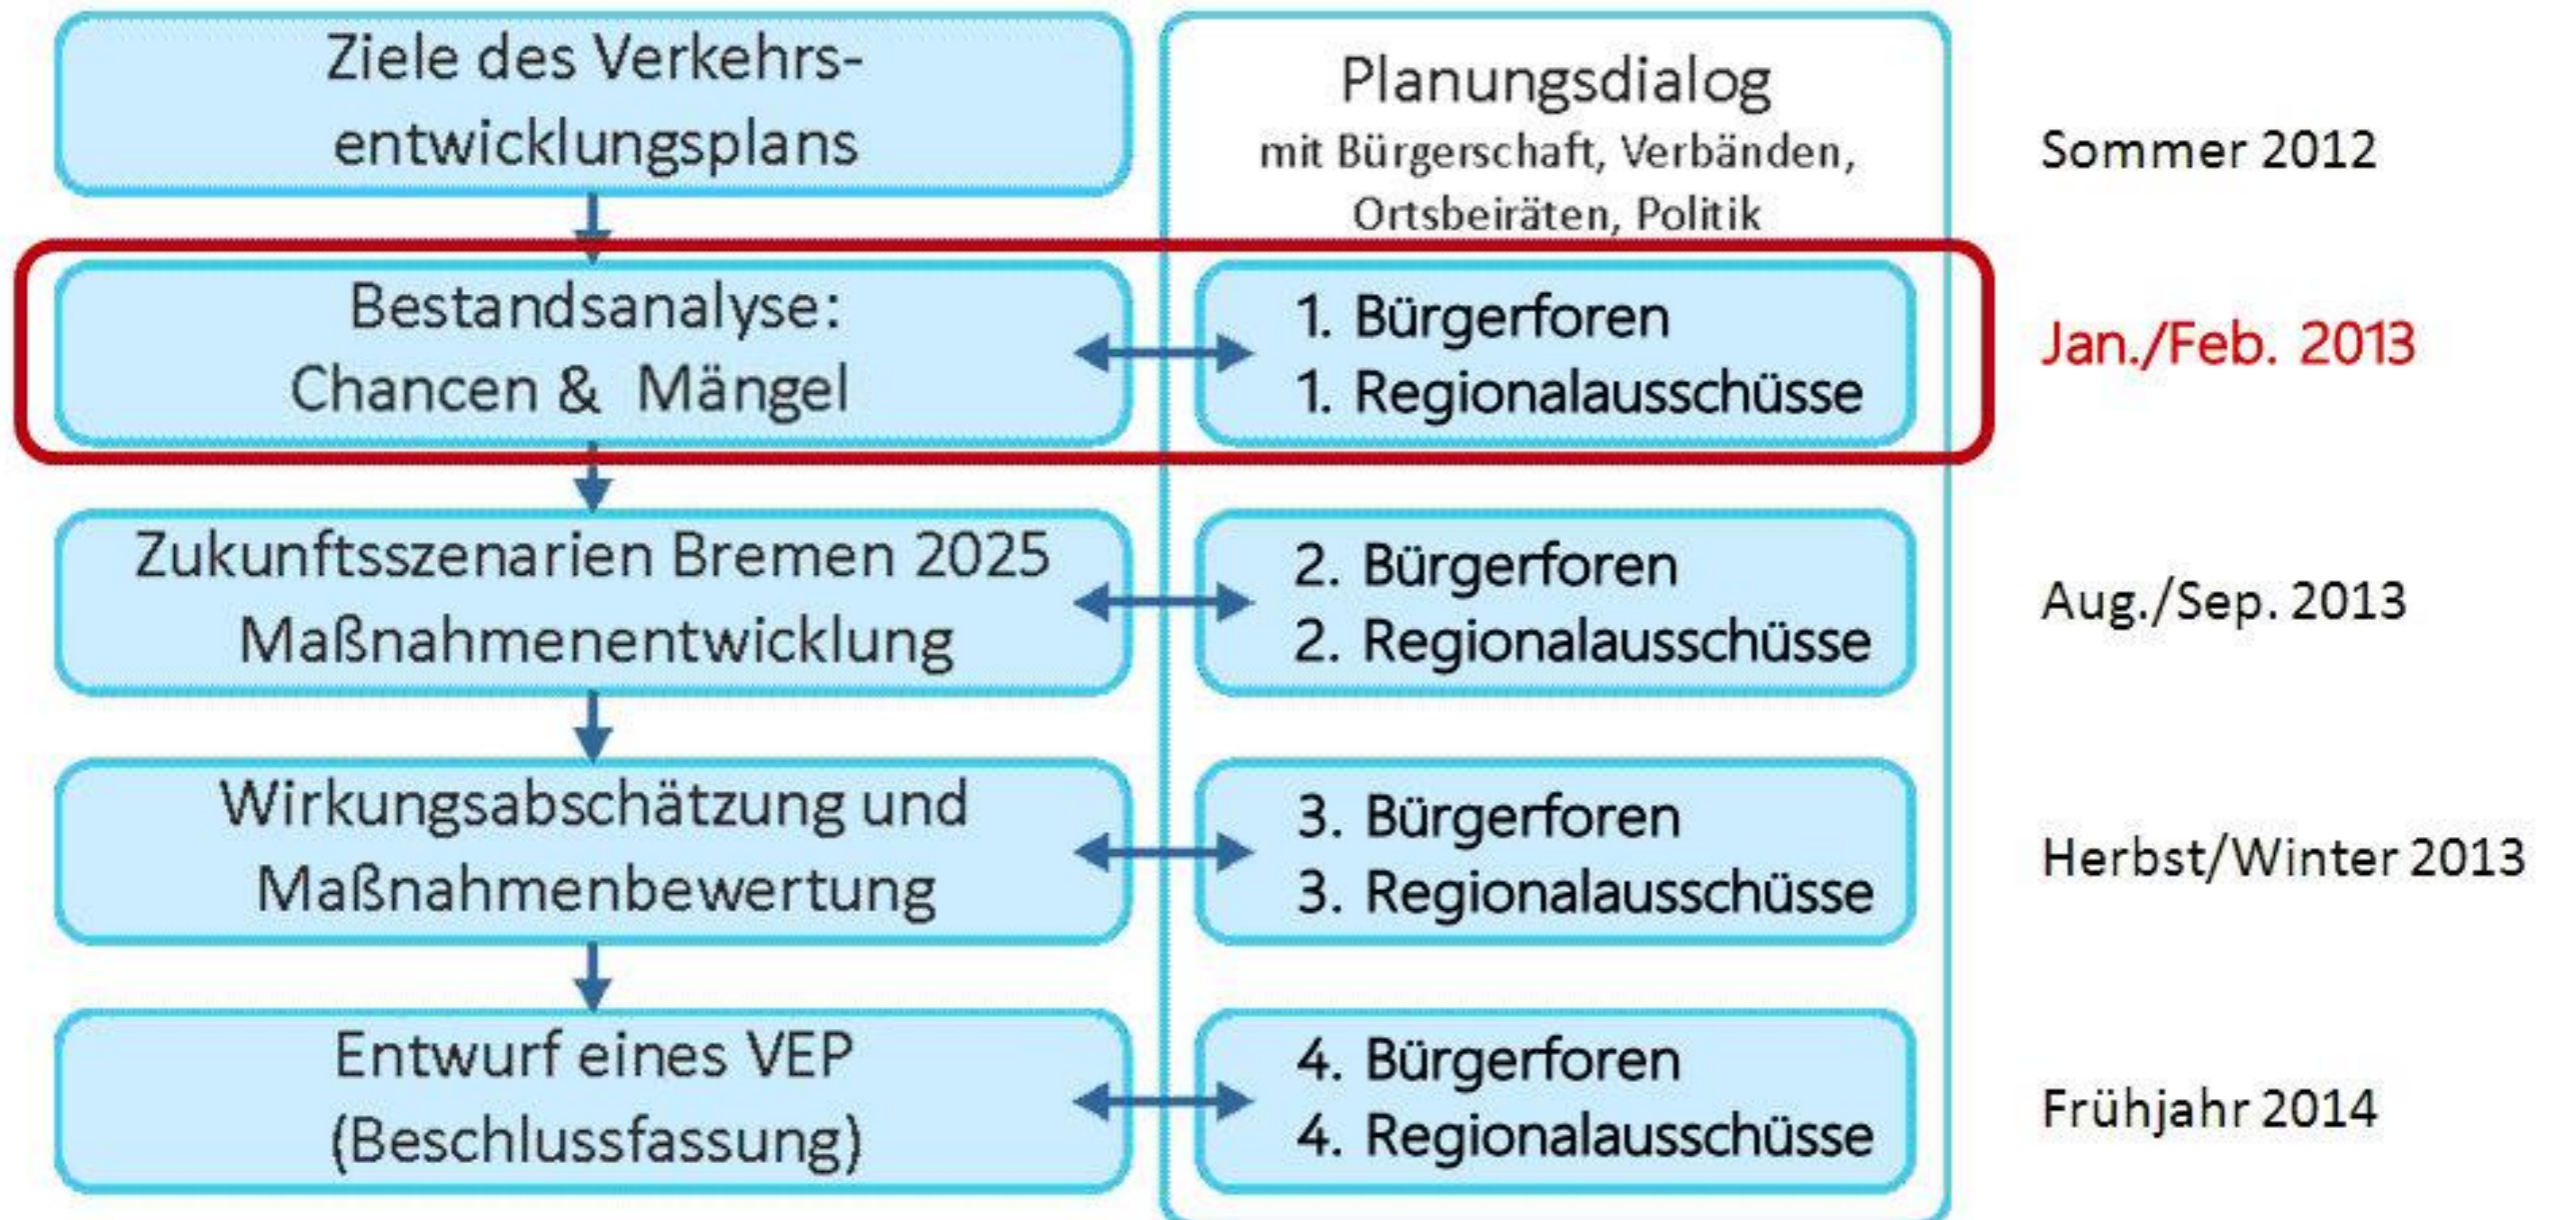 Ziele des Verkehrs-
entwicklungsplans
Planungsdialog
mit Bürgerschaft, Verbänden,
Ortsbeiräten, Politik
Sommer 2012
Bestandsanalyse:
Chancen & Mängel
1. Bürgerforen
1. Regionalausschüsse
Jan./Feb. 2013
Zukunftsszenarien Bremen 2025
Maßnahmenentwicklung
2. Bürgerforen
2. Regionalausschüsse
Aug./Sep. 2013
Wirkungsabschätzung und
Maßnahmenbewertung
3. Bürgerforen
3. Regionalausschüsse
Herbst/Winter 2013
Entwurf eines VEP
(Beschlussfassung)
4. Bürgerforen
4. Regionalausschüsse
Frühjahr 2014